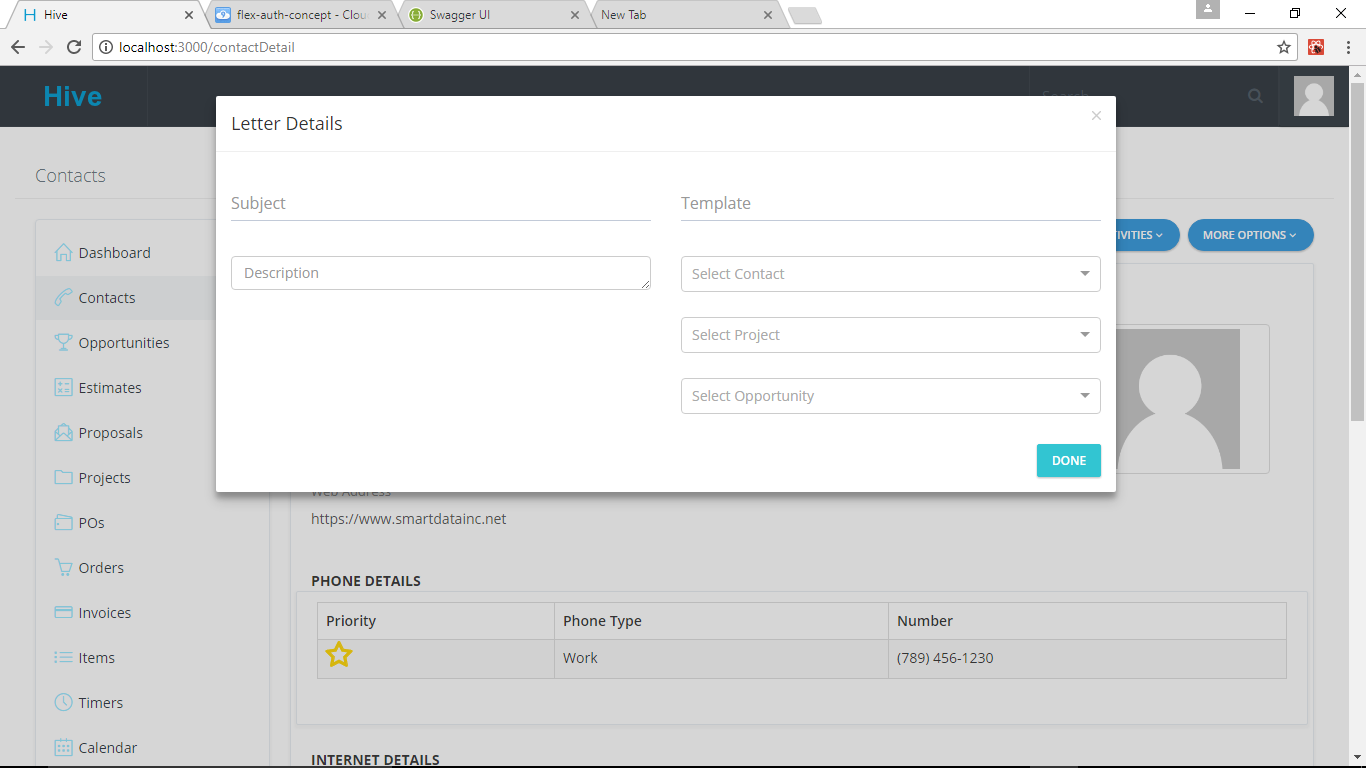 Hive
flex-auth-concept - Clou
Swagger UI
New Tab
localhost:3000/contactDetail
Hive
Search
Letter Details
×
Contacts
Subject
Template
Description
Select Contact
Select Project
Select Opportunity
DONE
MORE OPTIONS
Dashboard
Contacts
Opportunities
Estimates
Proposals
Projects
POs
Orders
Invoices
Items
Timers
Calendar
Web Address
https://www.smartdatainc.net
PHONE DETAILS
Priority Phone Type Number
Work (789) 456-1230
INTERNET DETAILS